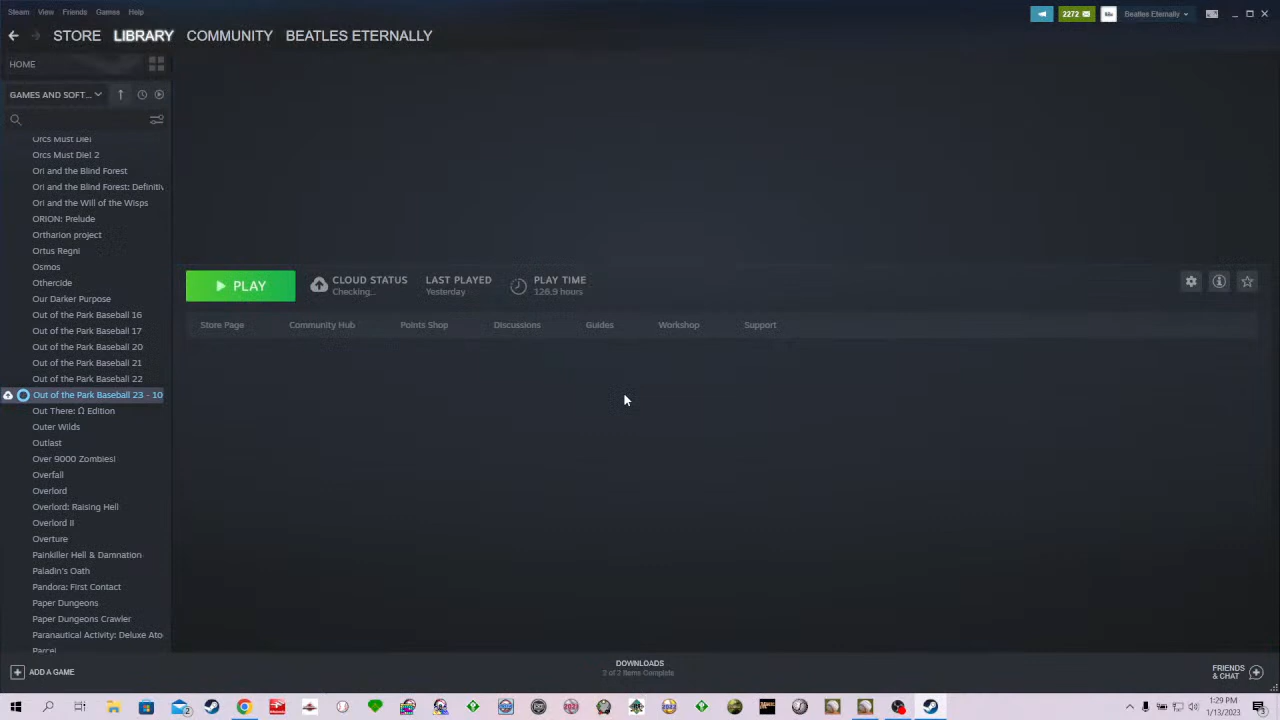 Steam View Friends Games Help
2272 Beatles Eternally
STORE LIBRARY COMMUNITY BEATLES ETERNALLY
HOME
GAMES AND SOFT...
Orcs Must Die!
Orcs Must Die! 2
Ori and the Blind Forest
Ori and the Blind Forest: Definitiv
Ori and the Will of the Wisps
ORION: Prelude
Ortharion project
Ortus Regni
Osmos
Othercide
Our Darker Purpose
Out of the Park Baseball 16
Out of the Park Baseball 17
Out of the Park Baseball 20
Out of the Park Baseball 21
Out of the Park Baseball 22
Out of the Park Baseball 23 - 10
Out There: Ω Edition
Outer Wilds
Outlast
Over 9000 Zombies!
Overfall
Overlord
Overlord: Raising Hell
Overlord II
Overture
Painkiller Hell & Damnation
Paladin's Oath
Pandora: First Contact
Paper Dungeons
Paper Dungeons Crawler
Paranautical Activity: Deluxe Ato
Parcel
PLAY
CLOUD STATUS
Checking...
LAST PLAYED
Yesterday
PLAY TIME
126.9 hours
Store Page Community Hub Points Shop Discussions Guides Workshop Support
ADD A GAME
DOWNLOADS
2 of 2 Items Complete
FRIENDS
& CHAT
1:29 PM
1/13/2023